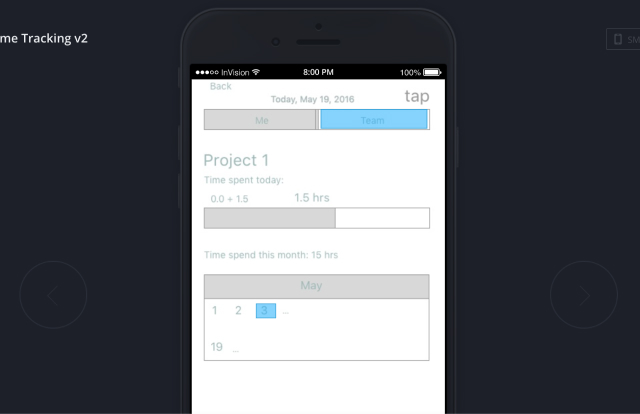 me Tracking v2
SM
InVision
8:00 PM
100%
Back
Today, May 19, 2016
tap
Me
Team
Project 1
Time spent today:
0.0 + 1.5
1.5 hrs
Time spend this month: 15 hrs
May
1 2 3 ...
19 ...